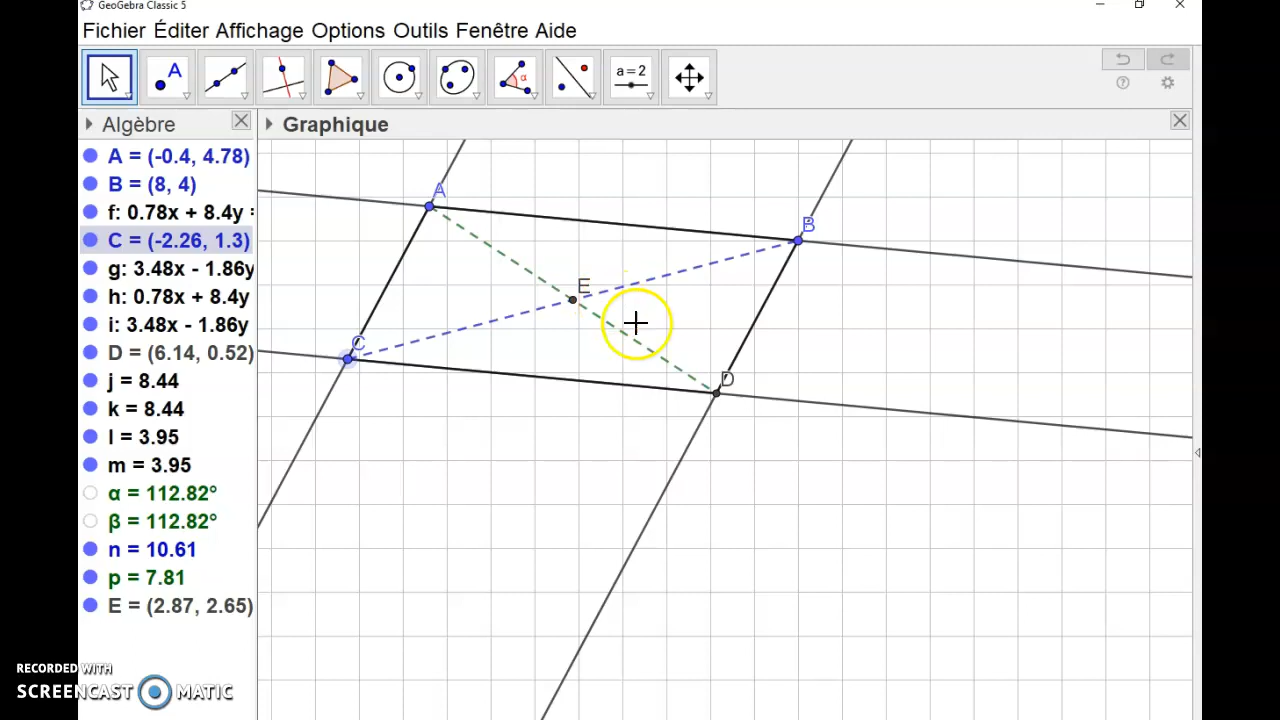 GeoGebra Classic 5
Fichier Éditer Affichage Options Outils Fenêtre Aide
A
α
a=2
Algèbre
Graphique
A = (-0.4, 4.78)
B = (8, 4)
f: 0.78x + 8.4y =
C = (-2.26, 1.3)
g: 3.48x - 1.86y
h: 0.78x + 8.4y
i: 3.48x - 1.86y
D = (6.14, 0.52)
j = 8.44
k = 8.44
l = 3.95
m = 3.95
α = 112.82°
β = 112.82°
n = 10.61
p = 7.81
E = (2.87, 2.65)
A
B
E
C
D
RECORDED WITH
SCREENCAST MATIC